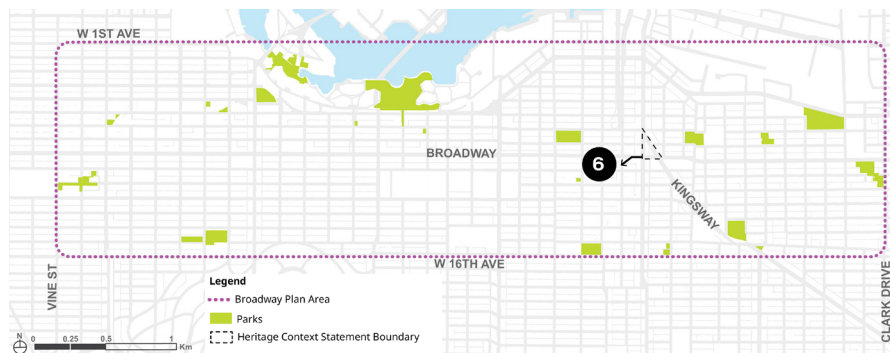 W 1ST AVE
BROADWAY
6
KINGSWAY
W 16TH AVE
VINE ST
CLARK DRIVE
Legend
Broadway Plan Area
Parks
Heritage Context Statement Boundary
N
0 0.25 0.5 1
Km